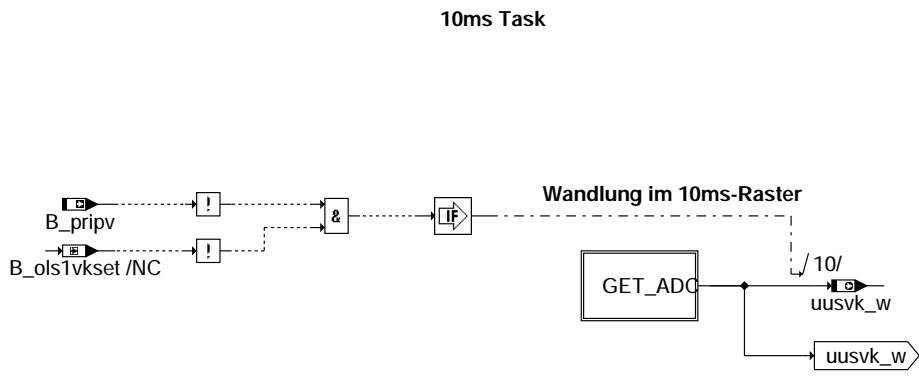 10ms Task
Wandlung im 10ms-Raster
B_pripv
!
&
IF
B_ols1vkset /NC
!
/10/
GET_ADC
uusvk_w
uusvk_w